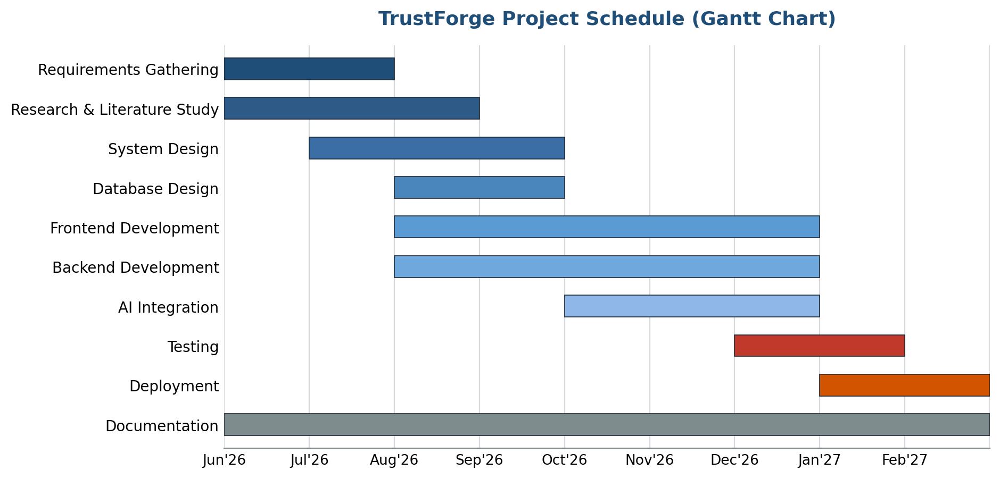 TrustForge Project Schedule (Gantt Chart)
Requirements Gathering
Research & Literature Study
System Design
Database Design
Frontend Development
Backend Development
AI Integration
Testing
Deployment
Documentation
Jun'26 Jul'26 Aug'26 Sep'26 Oct'26 Nov'26 Dec'26 Jan'27 Feb'27